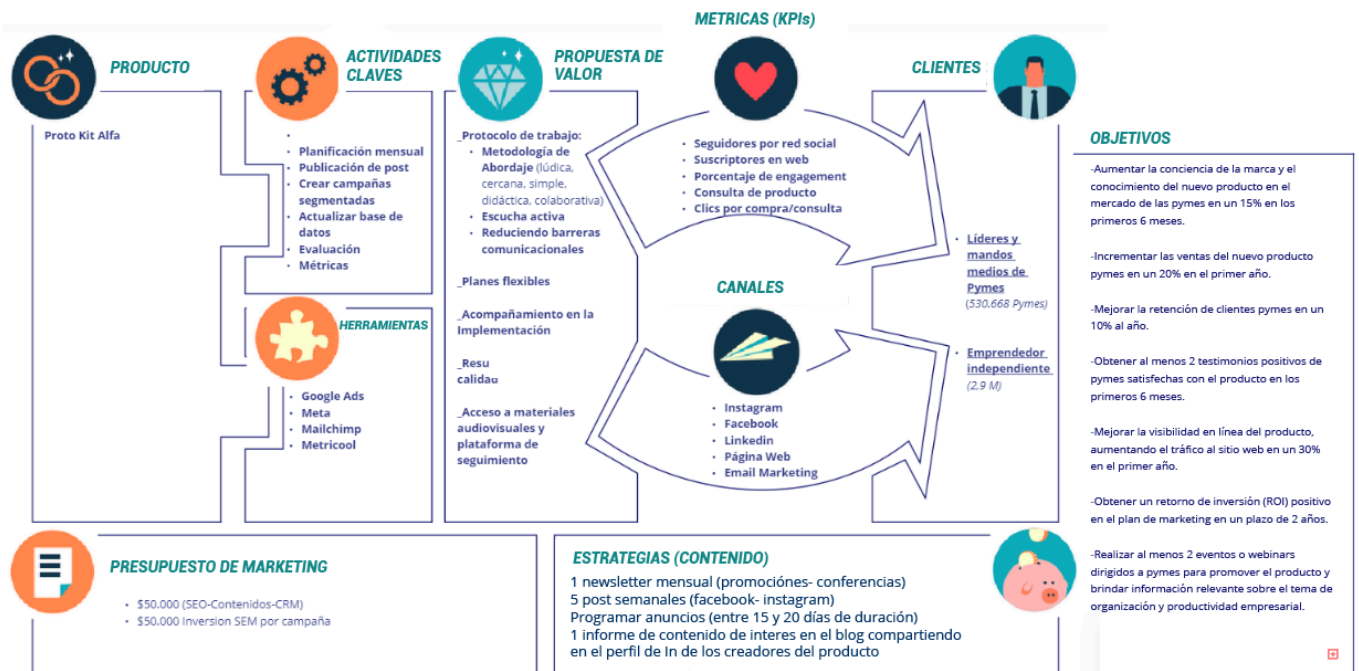 PRODUCTO
Proto Kit Alfa
ACTIVIDADES
CLAVES
•
• Planificación mensual
• Publicación de post
• Crear campañas
segmentadas
• Actualizar base de
datos
• Evaluación
• Métricas
HERRAMIENTAS
• Google Ads
• Meta
• Mailchimp
• Metricool
PROPUESTA DE
VALOR
_Protocolo de trabajo:
• Metodología de
Abordaje (lúdica,
cercana, simple,
didáctica, colaborativa)
• Escucha activa
• Reduciendo barreras
comunicacionales
_Planes flexibles
_Acompañamiento en la
Implementación
_Resu
_Acceso a materiales
audiovisuales y
plataforma de
seguimiento
METRICAS (KPIs)
• Seguidores por red social
• Suscriptores en web
• Porcentaje de engagement
• Consulta de producto
• Clics por compra/consulta
CANALES
• Instagram
• Facebook
• Linkedin
• Página Web
• Email Marketing
CLIENTES
• Líderes y
mandos
medios de
Pymes
(530.668 Pymes)
• Emprendedor
independiente
(2,9 M)
OBJETIVOS
-Aumentar la conciencia de la marca y el
conocimiento del nuevo producto en el
mercado de las pymes en un 15% en los
primeros 6 meses.
-Incrementar las ventas del nuevo producto
pymes en un 20% en el primer año.
-Mejorar la retención de clientes pymes en un
10% al año.
-Obtener al menos 2 testimonios positivos de
pymes satisfechas con el producto en los
primeros 6 meses.
-Mejorar la visibilidad en línea del producto,
aumentando el tráfico al sitio web en un 30%
en el primer año.
-Obtener un retorno de inversión (ROI) positivo
en el plan de marketing en un plazo de 2 años.
-Realizar al menos 2 eventos o webinars
dirigidos a pymes para promover el producto y
brindar información relevante sobre el tema de
organización y productividad empresarial.
PRESUPUESTO DE MARKETING
• $50.000 (SEO-Contenidos-CRM)
• $50.000 Inversion SEM por campaña
ESTRATEGIAS (CONTENIDO)
1 newsletter mensual (promociónes- conferencias)
5 post semanales (facebook- instagram)
Programar anuncios (entre 15 y 20 días de duración)
1 informe de contenido de interes en el blog compartiendo
en el perfil de In de los creadores del producto